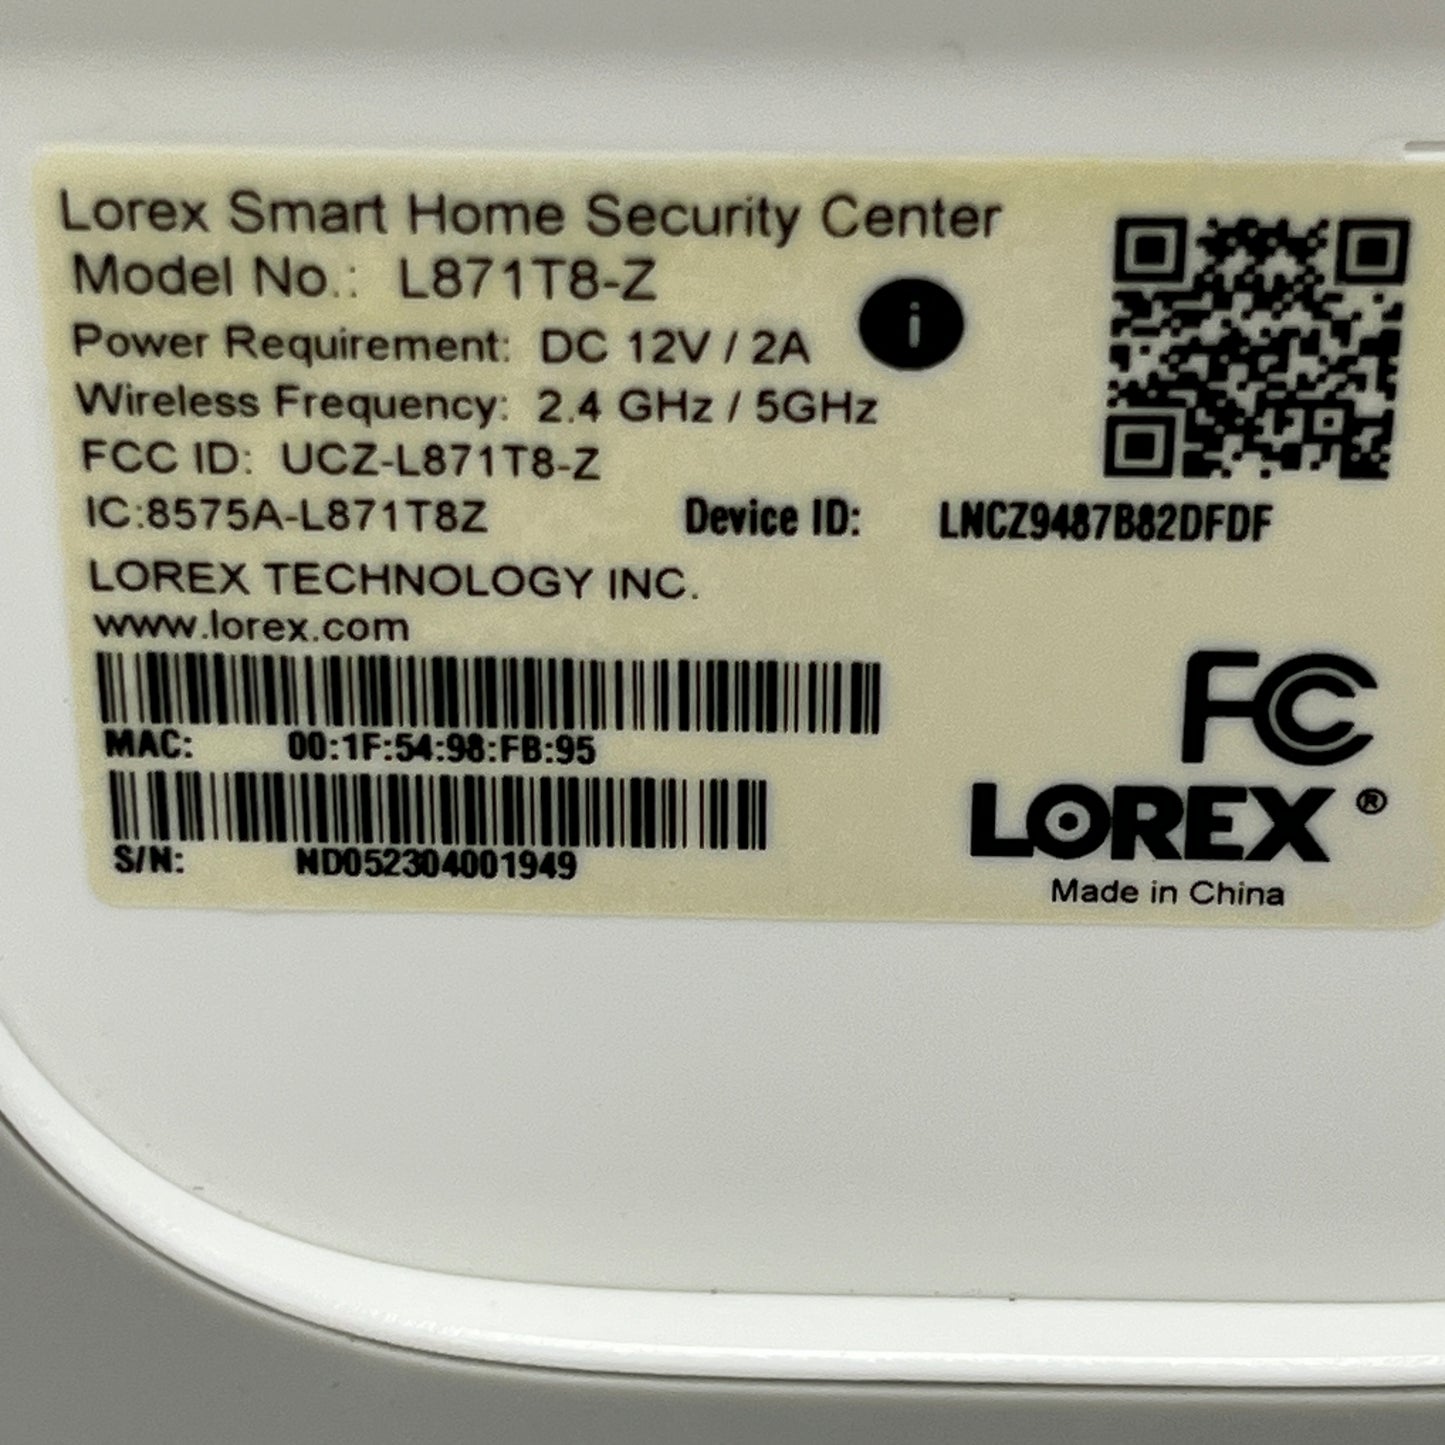 Lorex Smart Home Security Center
Model No.: L871T8-Z
i
Power Requirement: DC 12V / 2A
Wireless Frequency: 2.4 GHz / 5GHz
FCC ID: UCZ-L871T8-Z
IC:8575A-L871T8Z
Device ID: LNCZ9487B82DFDF
LOREX TECHNOLOGY INC.
www.lorex.com
MAC: 00:1F:54:98:FB:95
S/N: ND052304001949
FC
LOREX®
Made in China